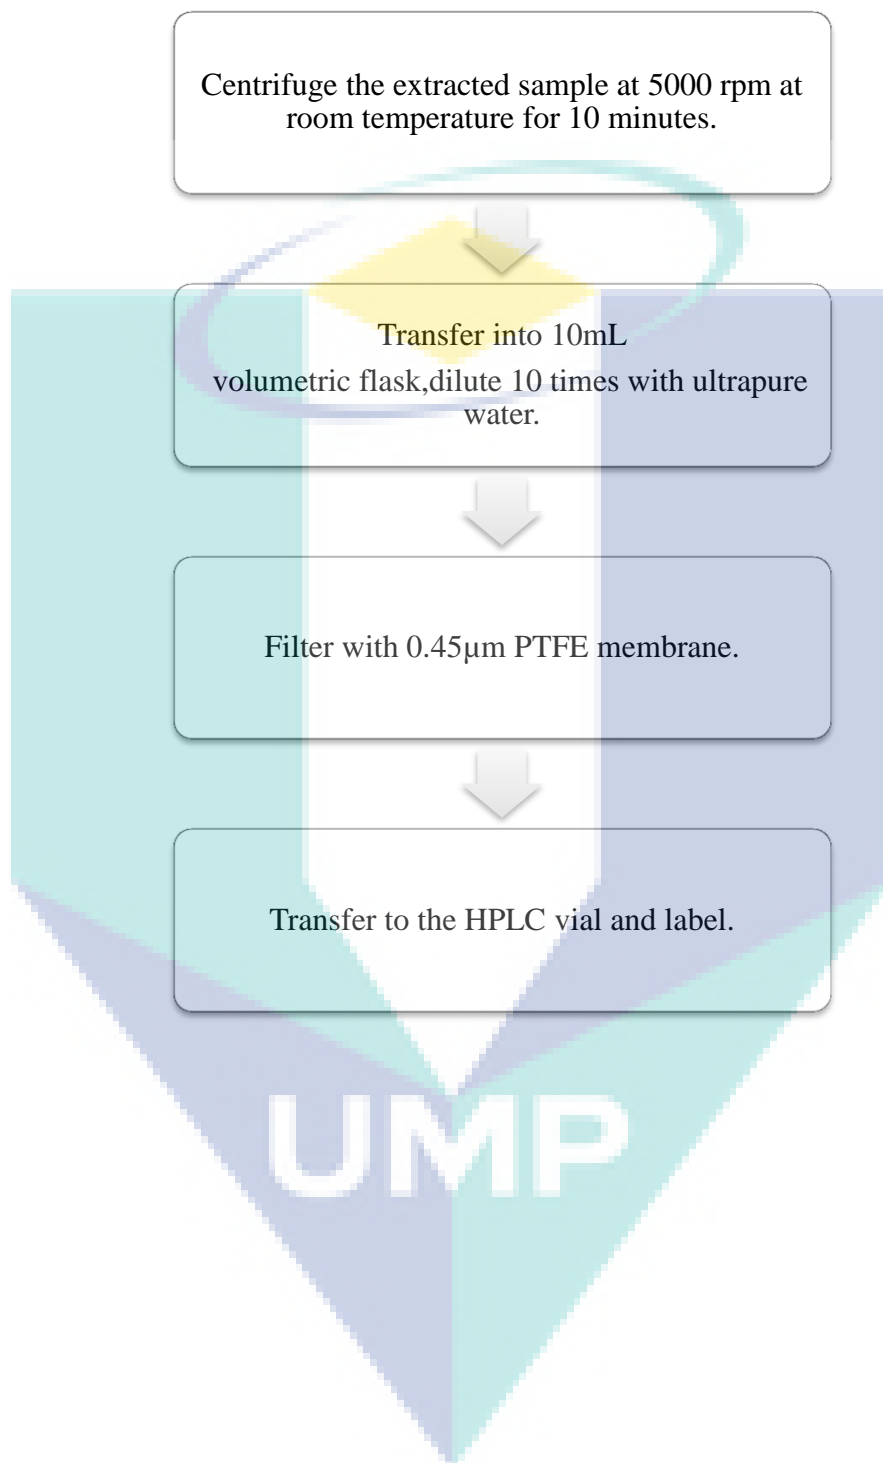 Centrifuge the extracted sample at 5000 rpm at
room temperature for 10 minutes.
Transfer into 10mL
volumetric flask,dilute 10 times with ultrapure
water.
Filter with 0.45µm PTFE membrane.
Transfer to the HPLC vial and label.
UMP